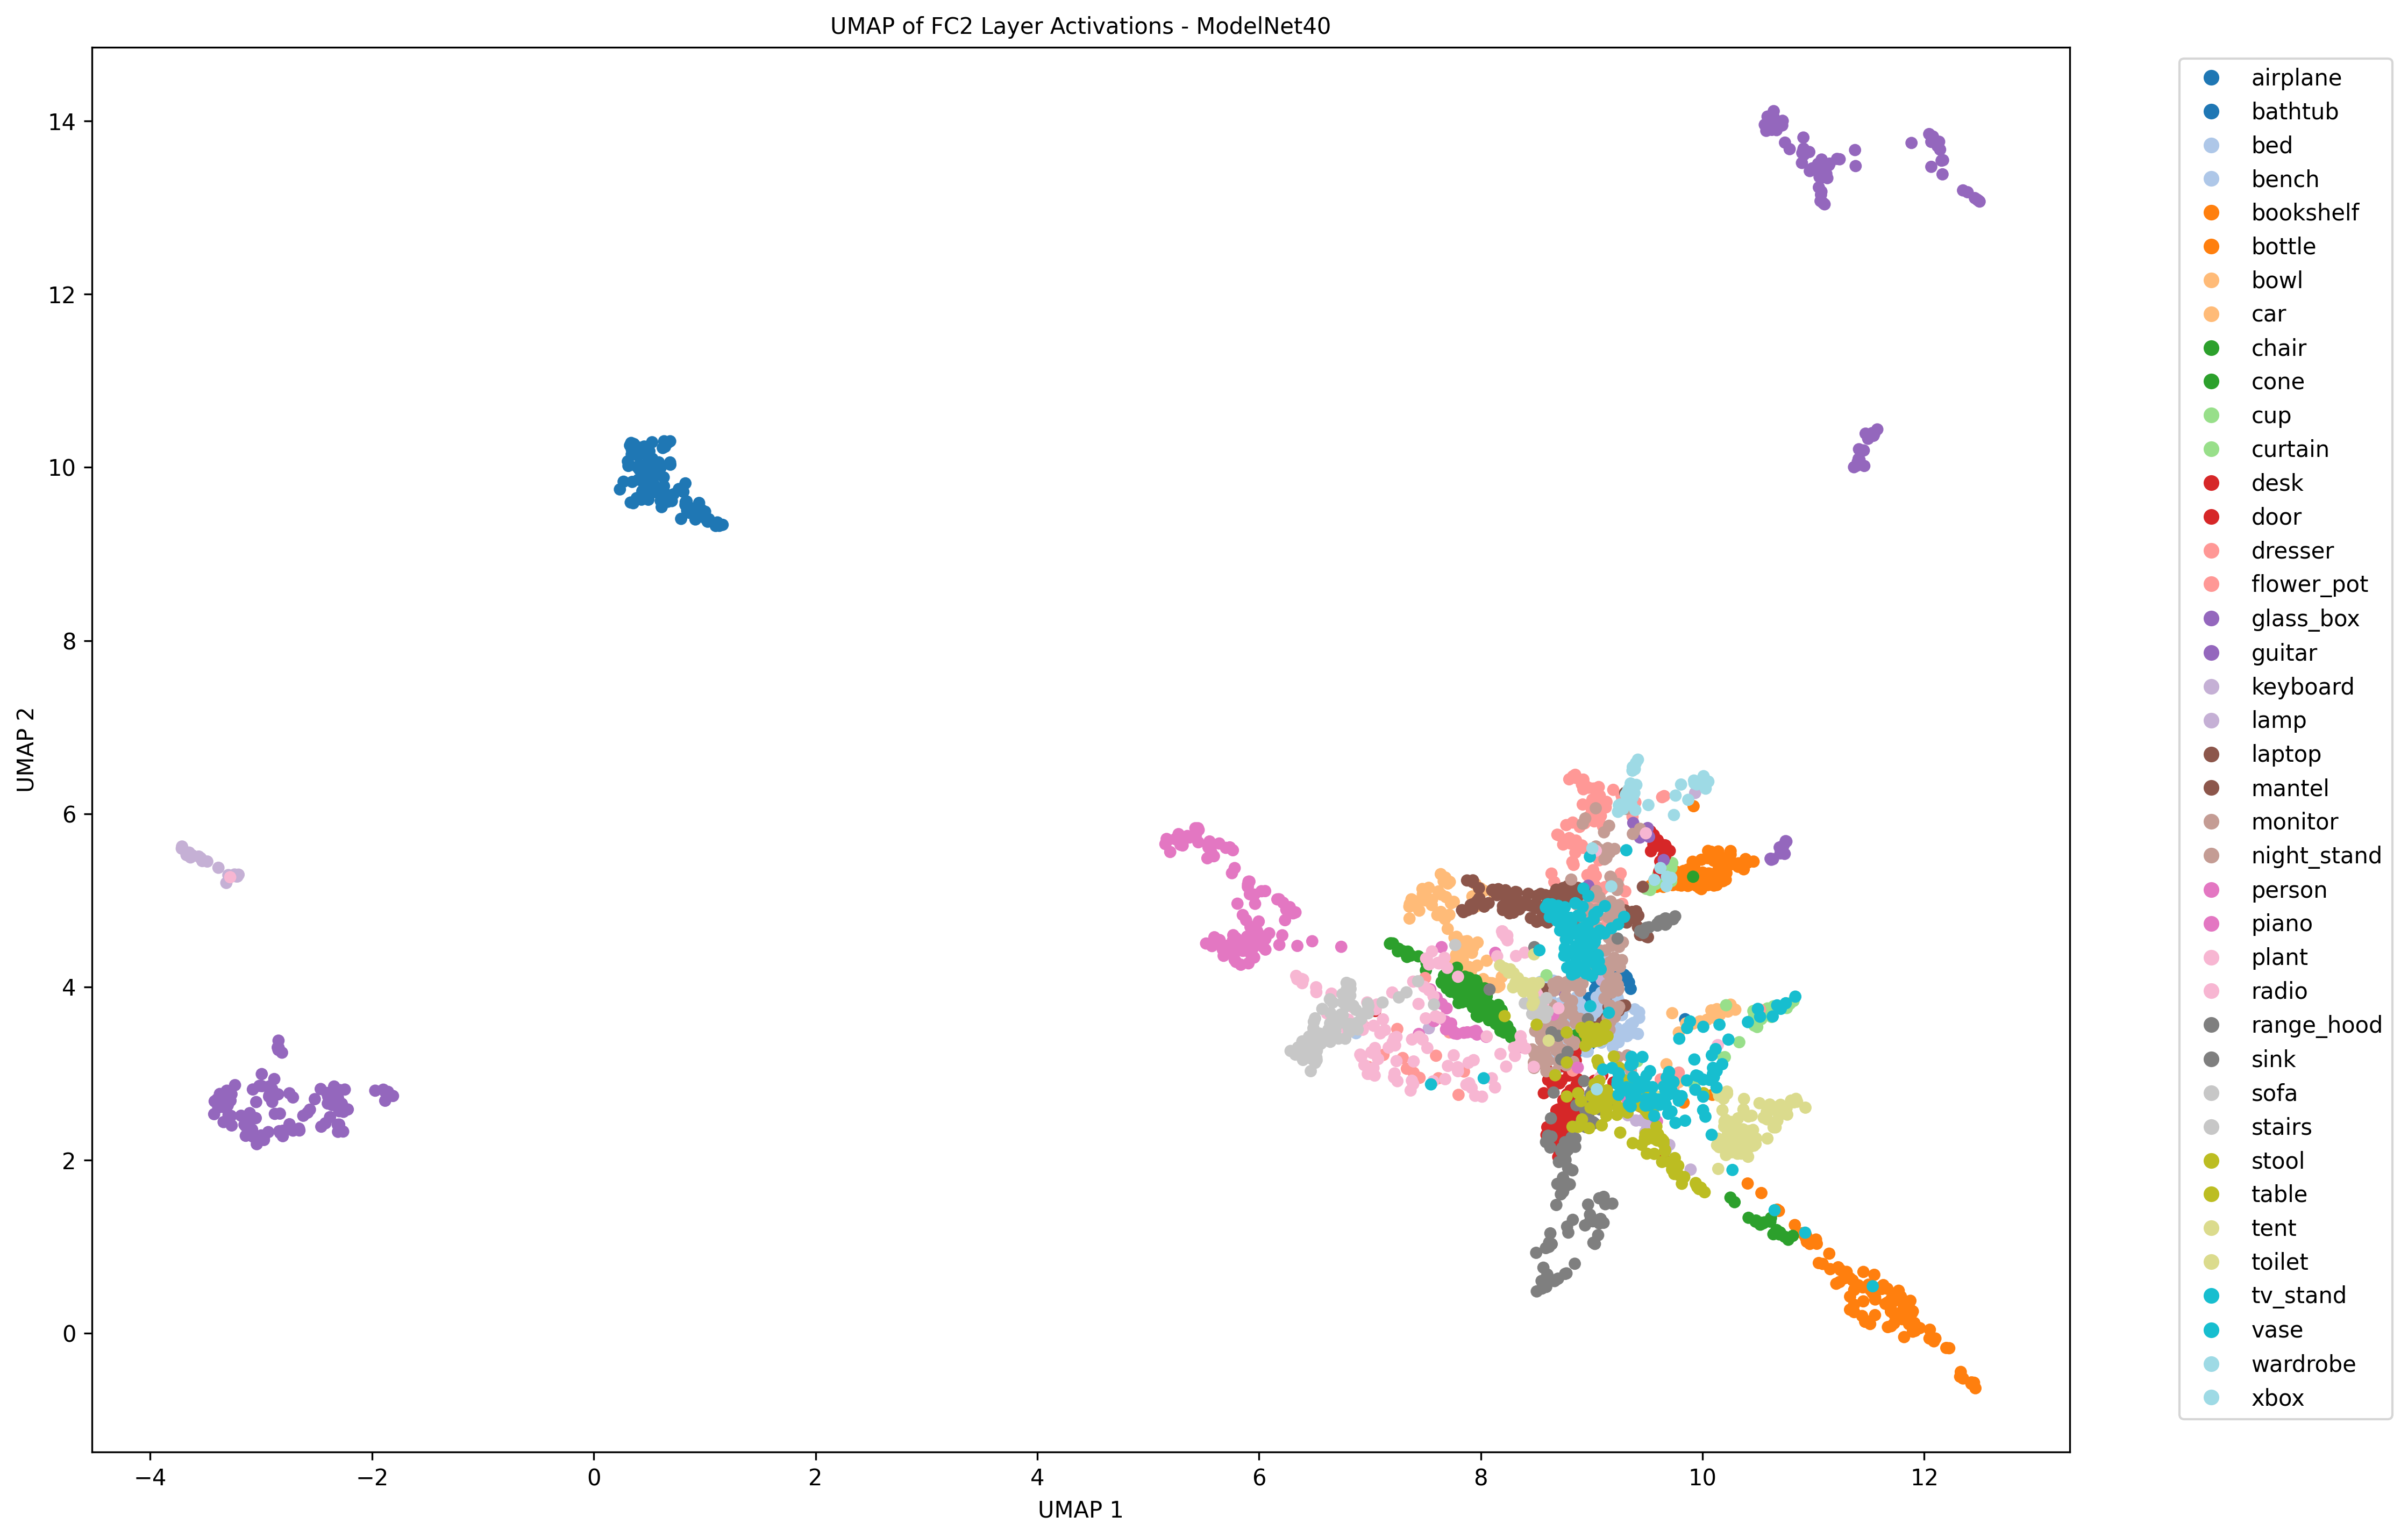 UMAP of FC2 Layer Activations - ModelNet40
14
12
10
8
6
4
2
0
UMAP 2
−4
−2
0
2
4
6
8
10
12
UMAP 1
airplane
bathtub
bed
bench
bookshelf
bottle
bowl
car
chair
cone
cup
curtain
desk
door
dresser
flower_pot
glass_box
guitar
keyboard
lamp
laptop
mantel
monitor
night_stand
person
piano
plant
radio
range_hood
sink
sofa
stairs
stool
table
tent
toilet
tv_stand
vase
wardrobe
xbox